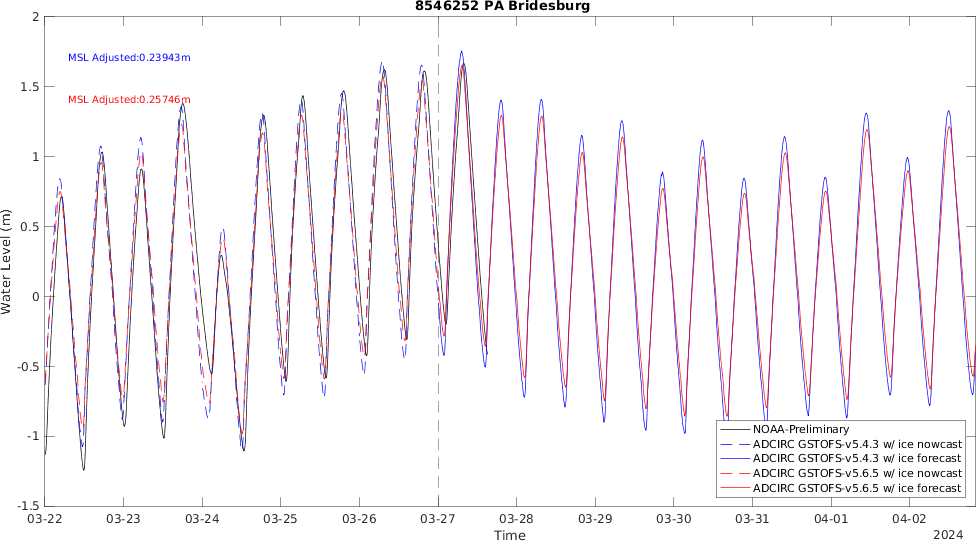 8546252 PA Bridesburg
2
MSL Adjusted:0.23943m
1.5
MSL Adjusted:0.25746m
1
0.5
Water Level (m)
0
-0.5
-1
NOAA-Preliminary
ADCIRC GSTOFS-v5.4.3 w/ ice nowcast
ADCIRC GSTOFS-v5.4.3 w/ ice forecast
ADCIRC GSTOFS-v5.6.5 w/ ice nowcast
ADCIRC GSTOFS-v5.6.5 w/ ice forecast
-1.5
03-22 03-23 03-24 03-25 03-26 03-27 03-28 03-29 03-30 03-31 04-01 04-02
Time 2024